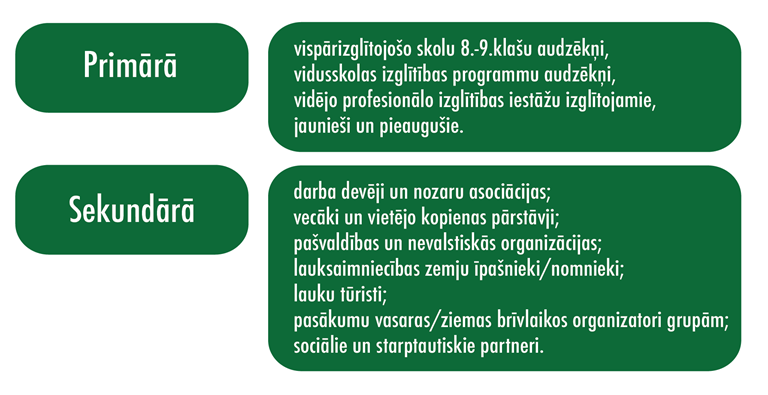 Primārā
vispārizglītojošo skolu 8.-9.klašu audzēkņi,
vidusskolas izglītības programmu audzēkņi,
vidējo profesionālo izglītības iestāžu izglītojamie,
jaunieši un pieaugušie.
Sekundārā
darba devēji un nozaru asociācijas;
vecāki un vietējo kopienas pārstāvji;
pašvaldības un nevalstiskās organizācijas;
lauksaimniecības zemju īpašnieki/nomnieki;
lauku tūristi;
pasākumu vasaras/ziemas brīvlaikos organizatori grupām;
sociālie un starptautiskie partneri.